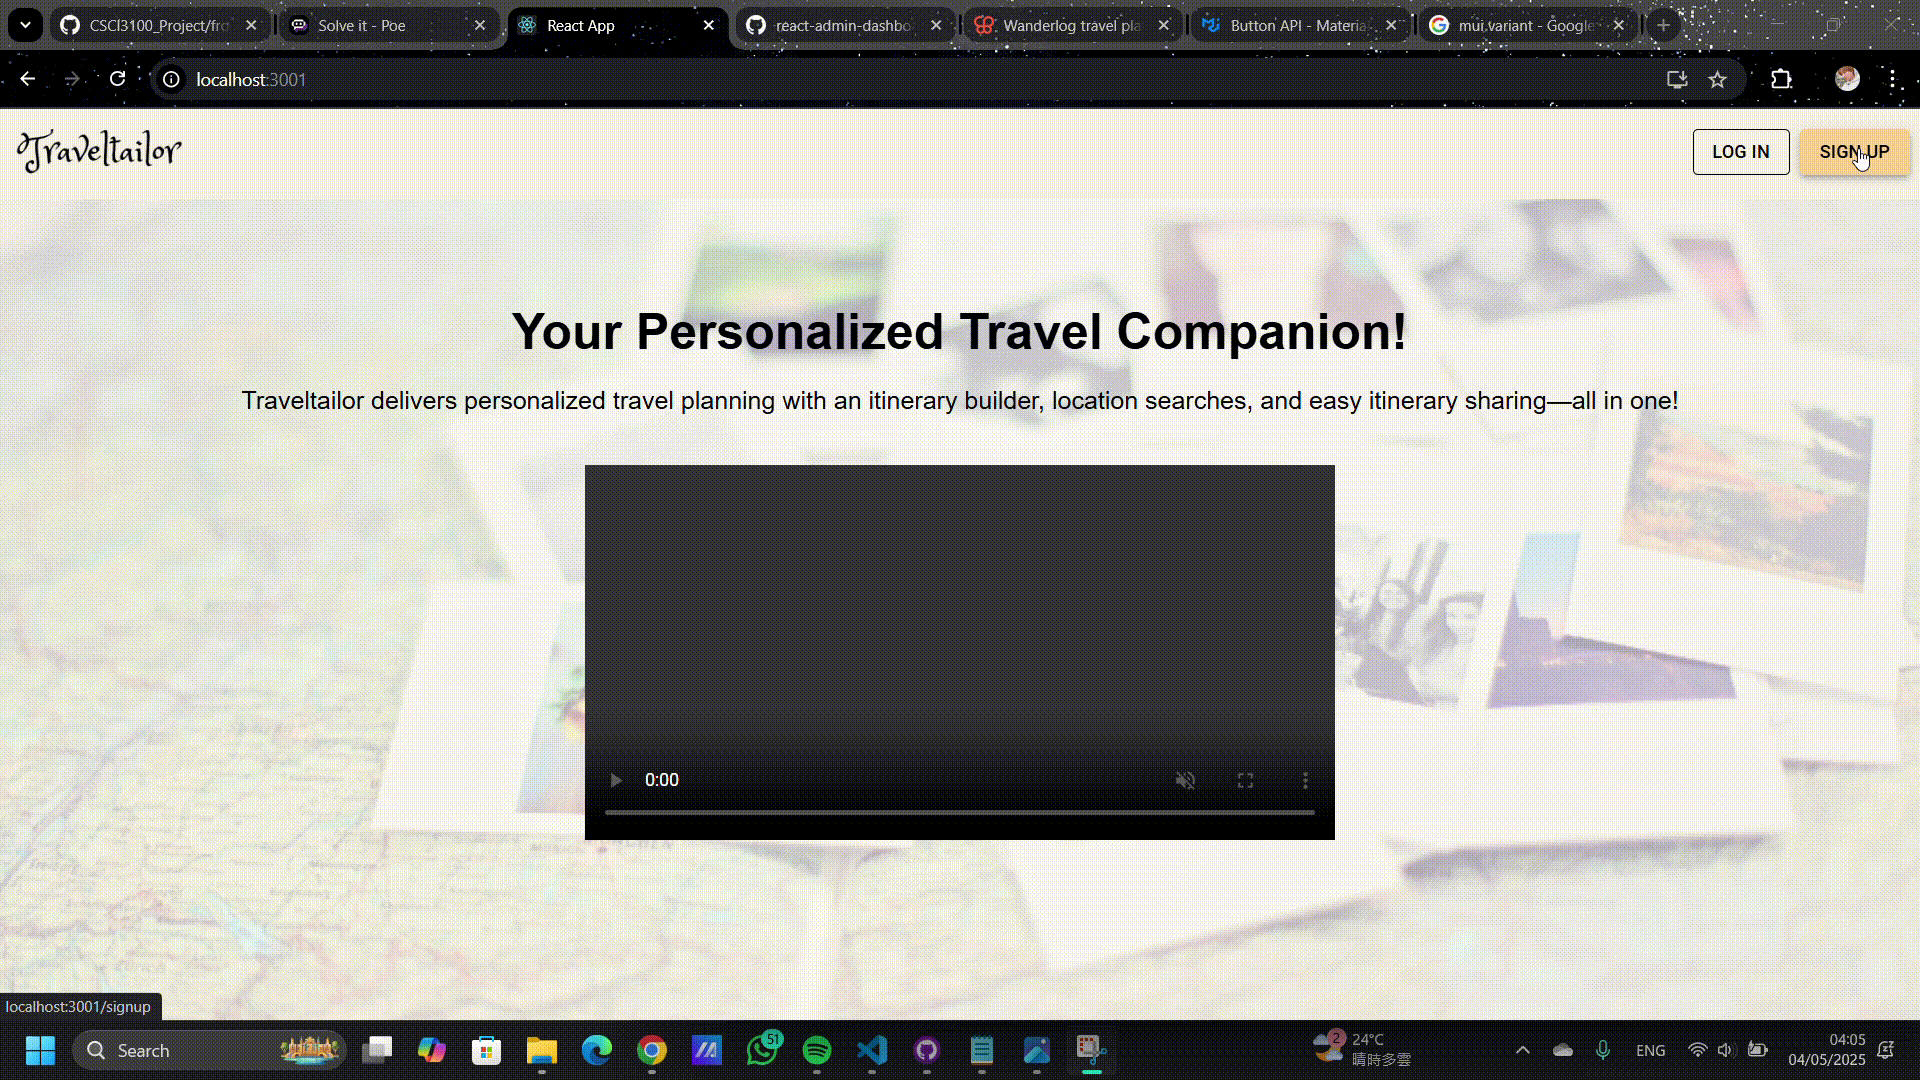 CSCI3100_Project/fro
Solve it - Poe
React App
react-admin-dashbo
Wanderlog travel pla
Button API - Materia
mui variant - Google
localhost:3001
Traveltailor
LOG IN
SIGN UP
Your Personalized Travel Companion!
Traveltailor delivers personalized travel planning with an itinerary builder, location searches, and easy itinerary sharing—all in one!
0:00
localhost:3001/signup
Search
51
2
24°C
晴時多雲
ENG
04:05
04/05/2025